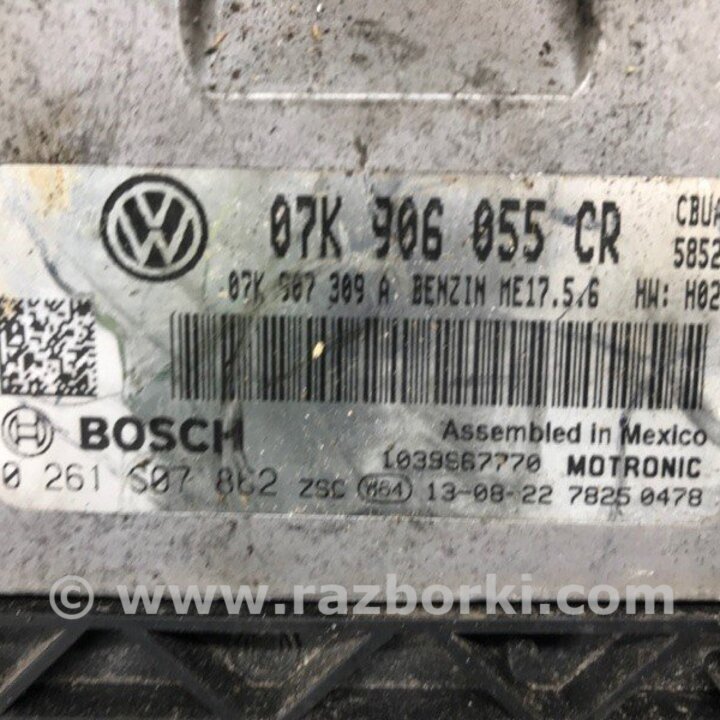 07K 906 055 CR CBUA
5852
07K 907 309 A BENZIN ME17.5.6 HW: H02
BOSCH Assembled in Mexico
1039S67770 MOTRONIC
0 261 S07 862 ZSC M64 13-08-22 7825 0478
© www.razborki.com